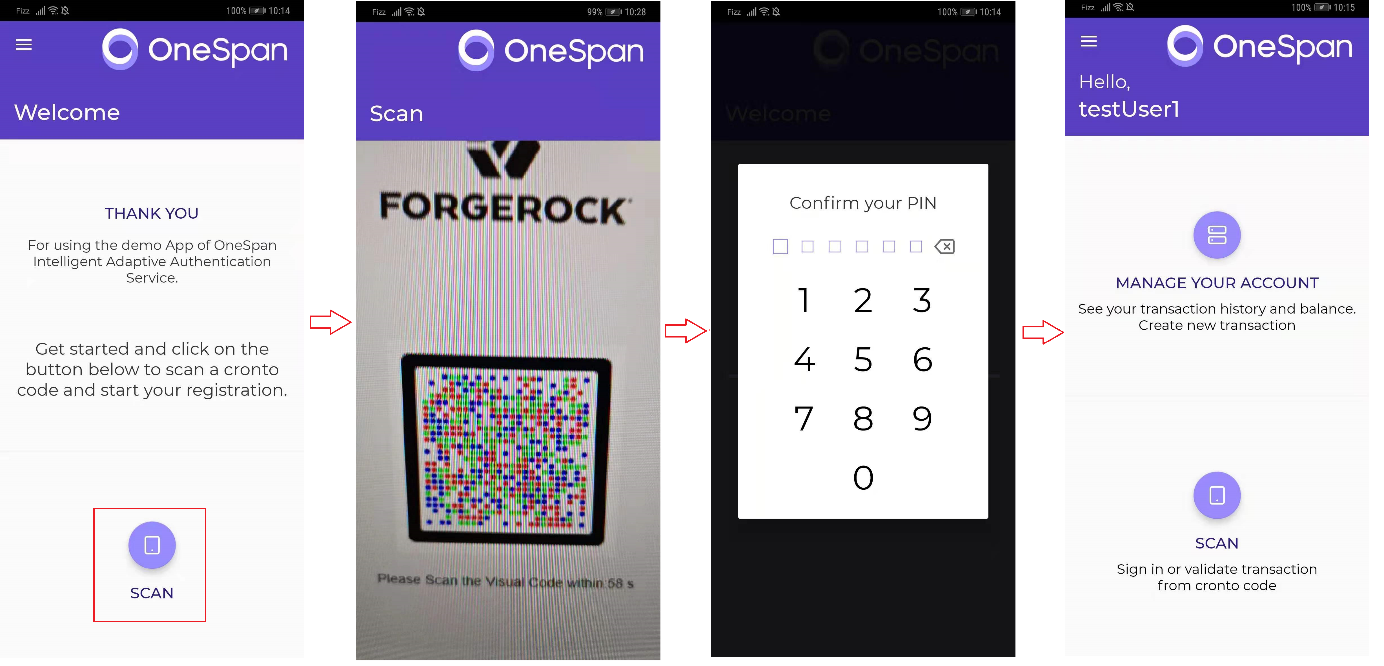 Fizz 100% 10:14
OneSpan
Welcome
THANK YOU
For using the demo App of OneSpan
Intelligent Adaptive Authentication
Service.
Get started and click on the
button below to scan a cronto
code and start your registration.
SCAN
Fizz 99% 10:28
OneSpan
Scan
FORGEROCK
Please Scan the Visual Code within 58 s
Fizz 100% 10:14
OneSpan
Welcome
Confirm your PIN
1 2 3
4 5 6
7 8 9
0
Fizz 100% 10:15
OneSpan
Hello,
testUser1
MANAGE YOUR ACCOUNT
See your transaction history and balance.
Create new transaction
SCAN
Sign in or validate transaction
from cronto code